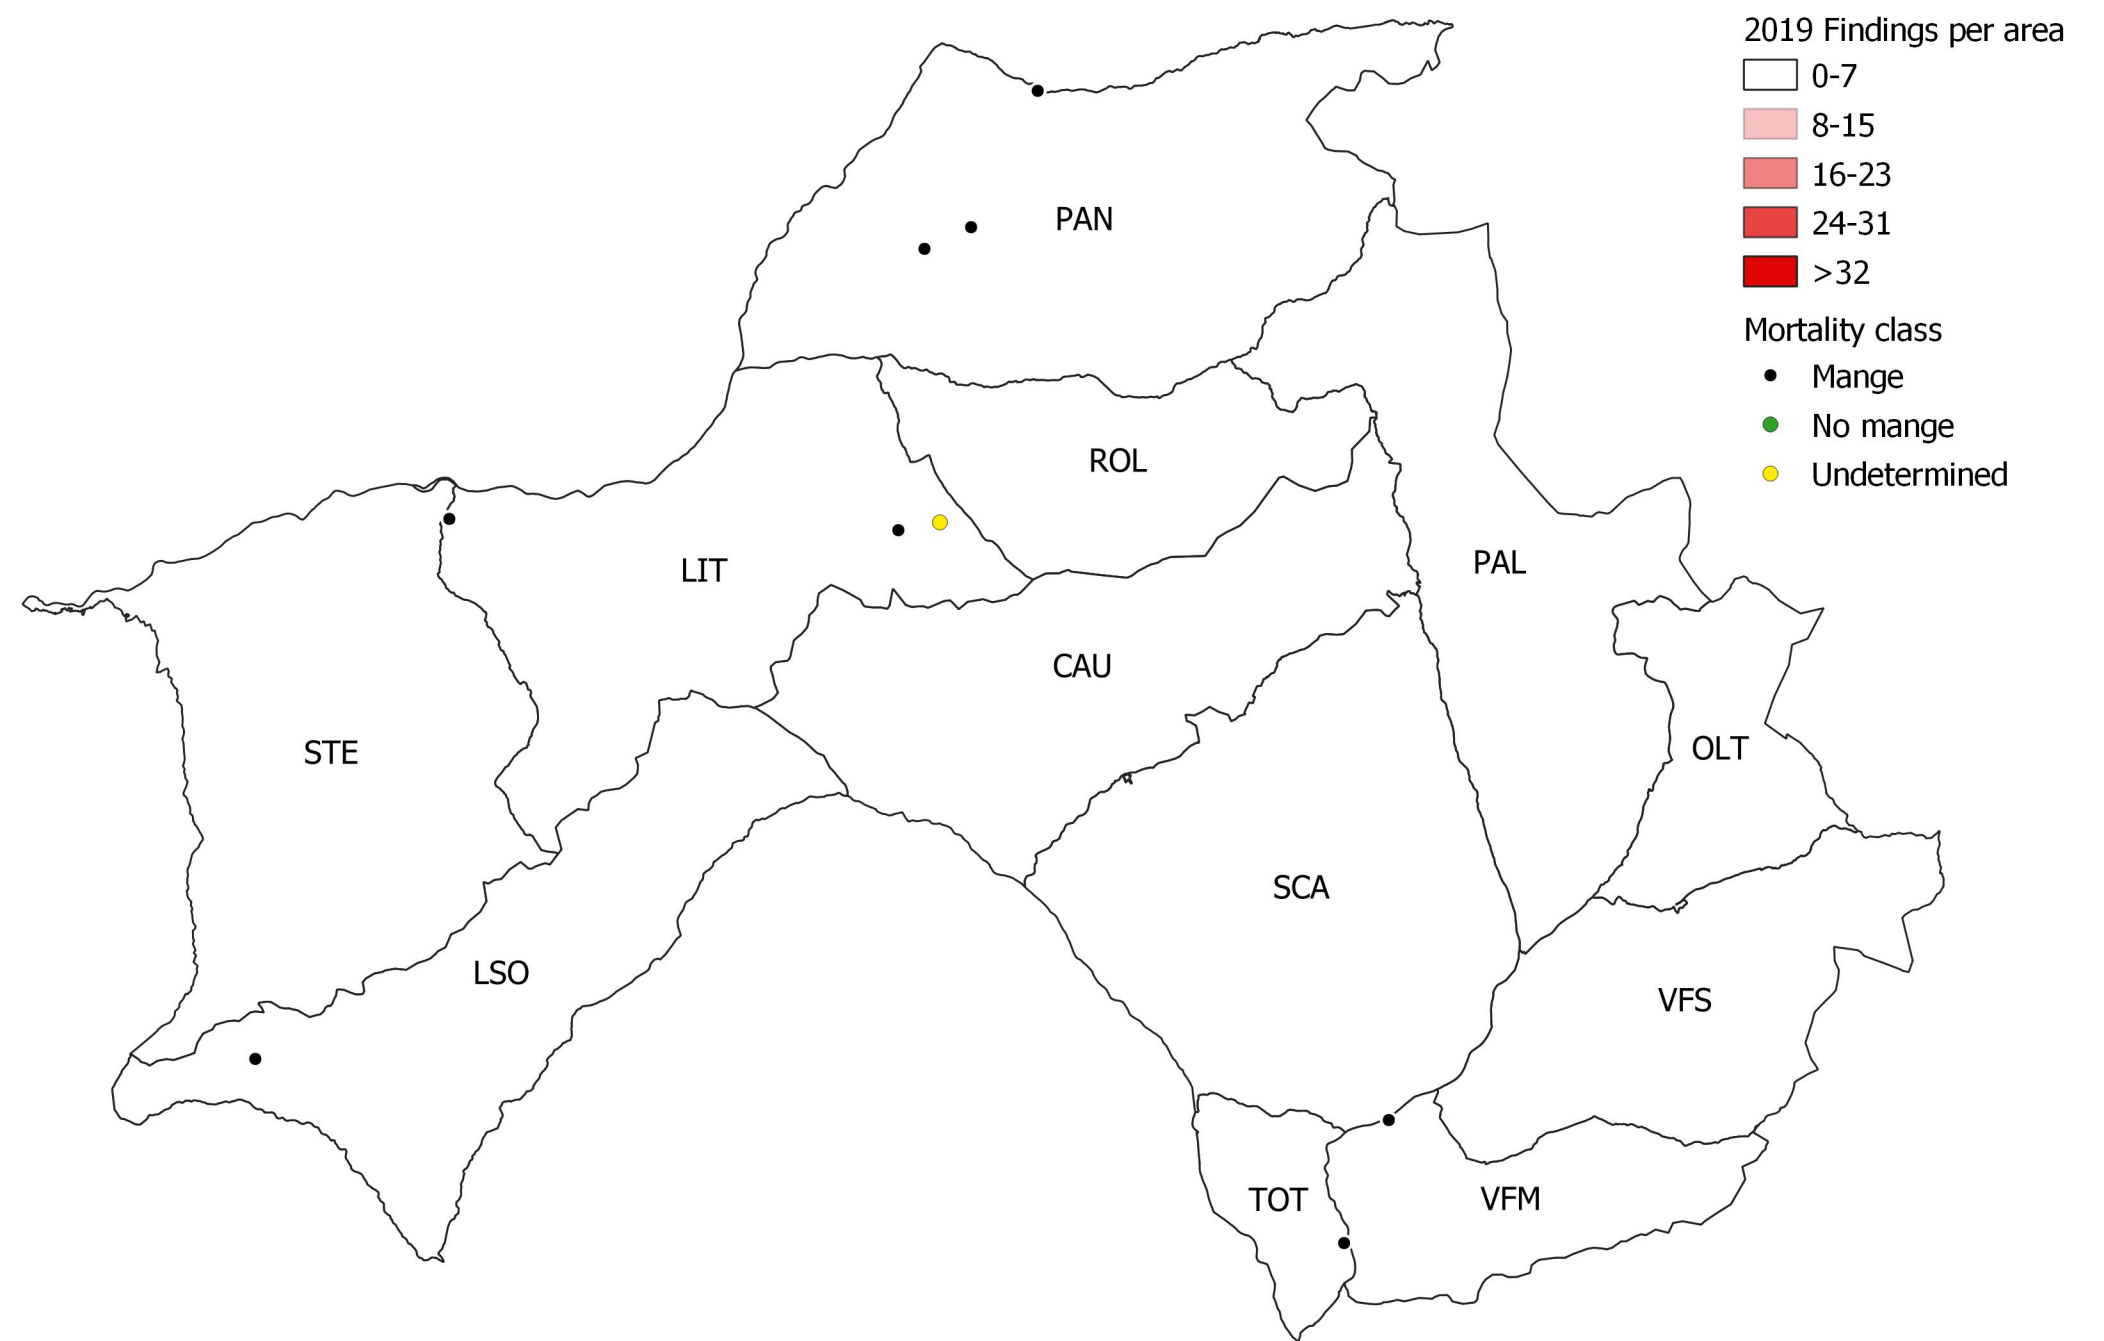 2019 Findings per area
0-7
8-15
16-23
24-31
>32
Mortality class
Mange
No mange
Undetermined
PAN
ROL
LIT
PAL
CAU
STE
OLT
SCA
LSO
VFS
TOT
VFM